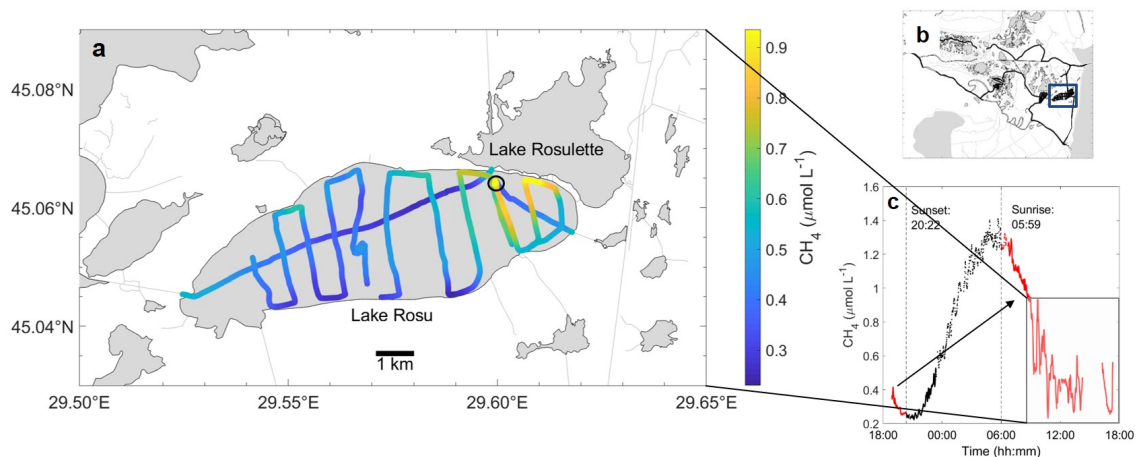 a
45.08°N
45.06°N
45.04°N
29.50°E
29.55°E
29.60°E
29.65°E
Lake Rosulette
Lake Rosu
1 km
0.9
0.8
0.7
0.6
0.5
0.4
0.3
CH4 (μmol L-1)
b
c
Sunset:
20:22
Sunrise:
05:59
1.6
1.4
1.2
1
0.8
0.6
0.4
0.2
CH4 (μmol L-1)
18:00
00:00
06:00
12:00
18:00
Time (hh:mm)